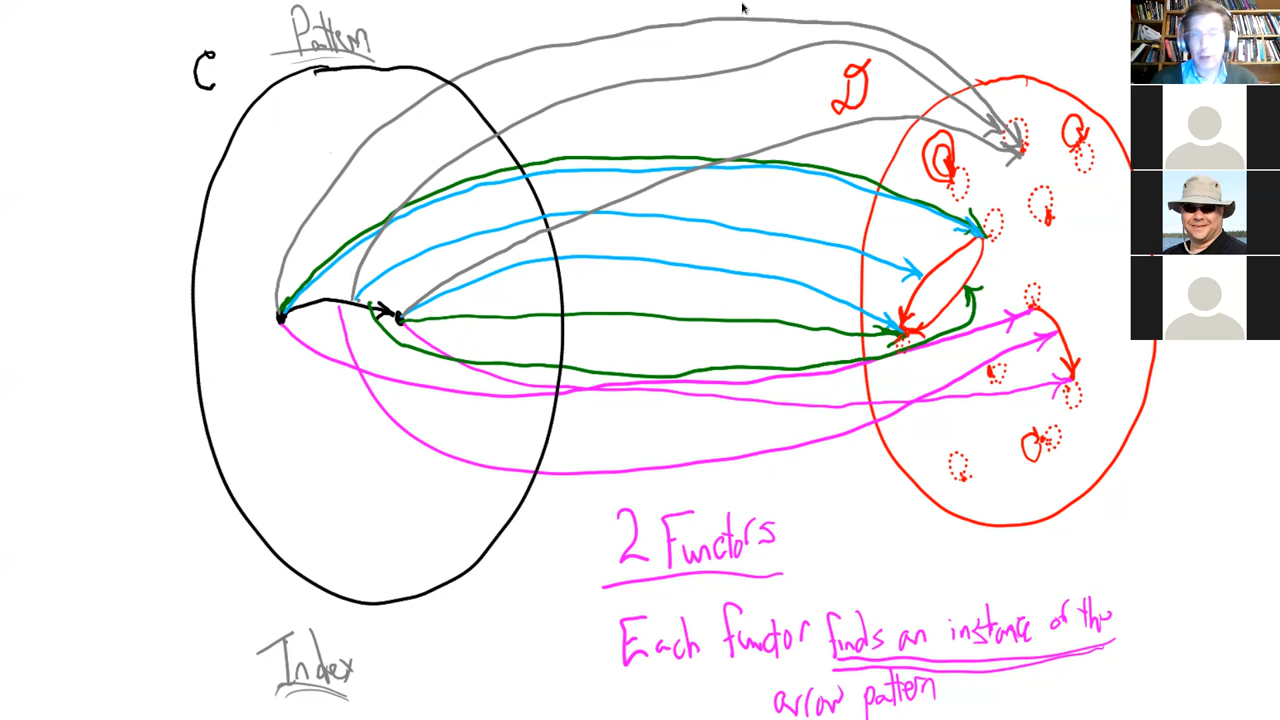 Pattern
C
D
2 Functors
Each functor finds an instance of the
arrow pattern
Index